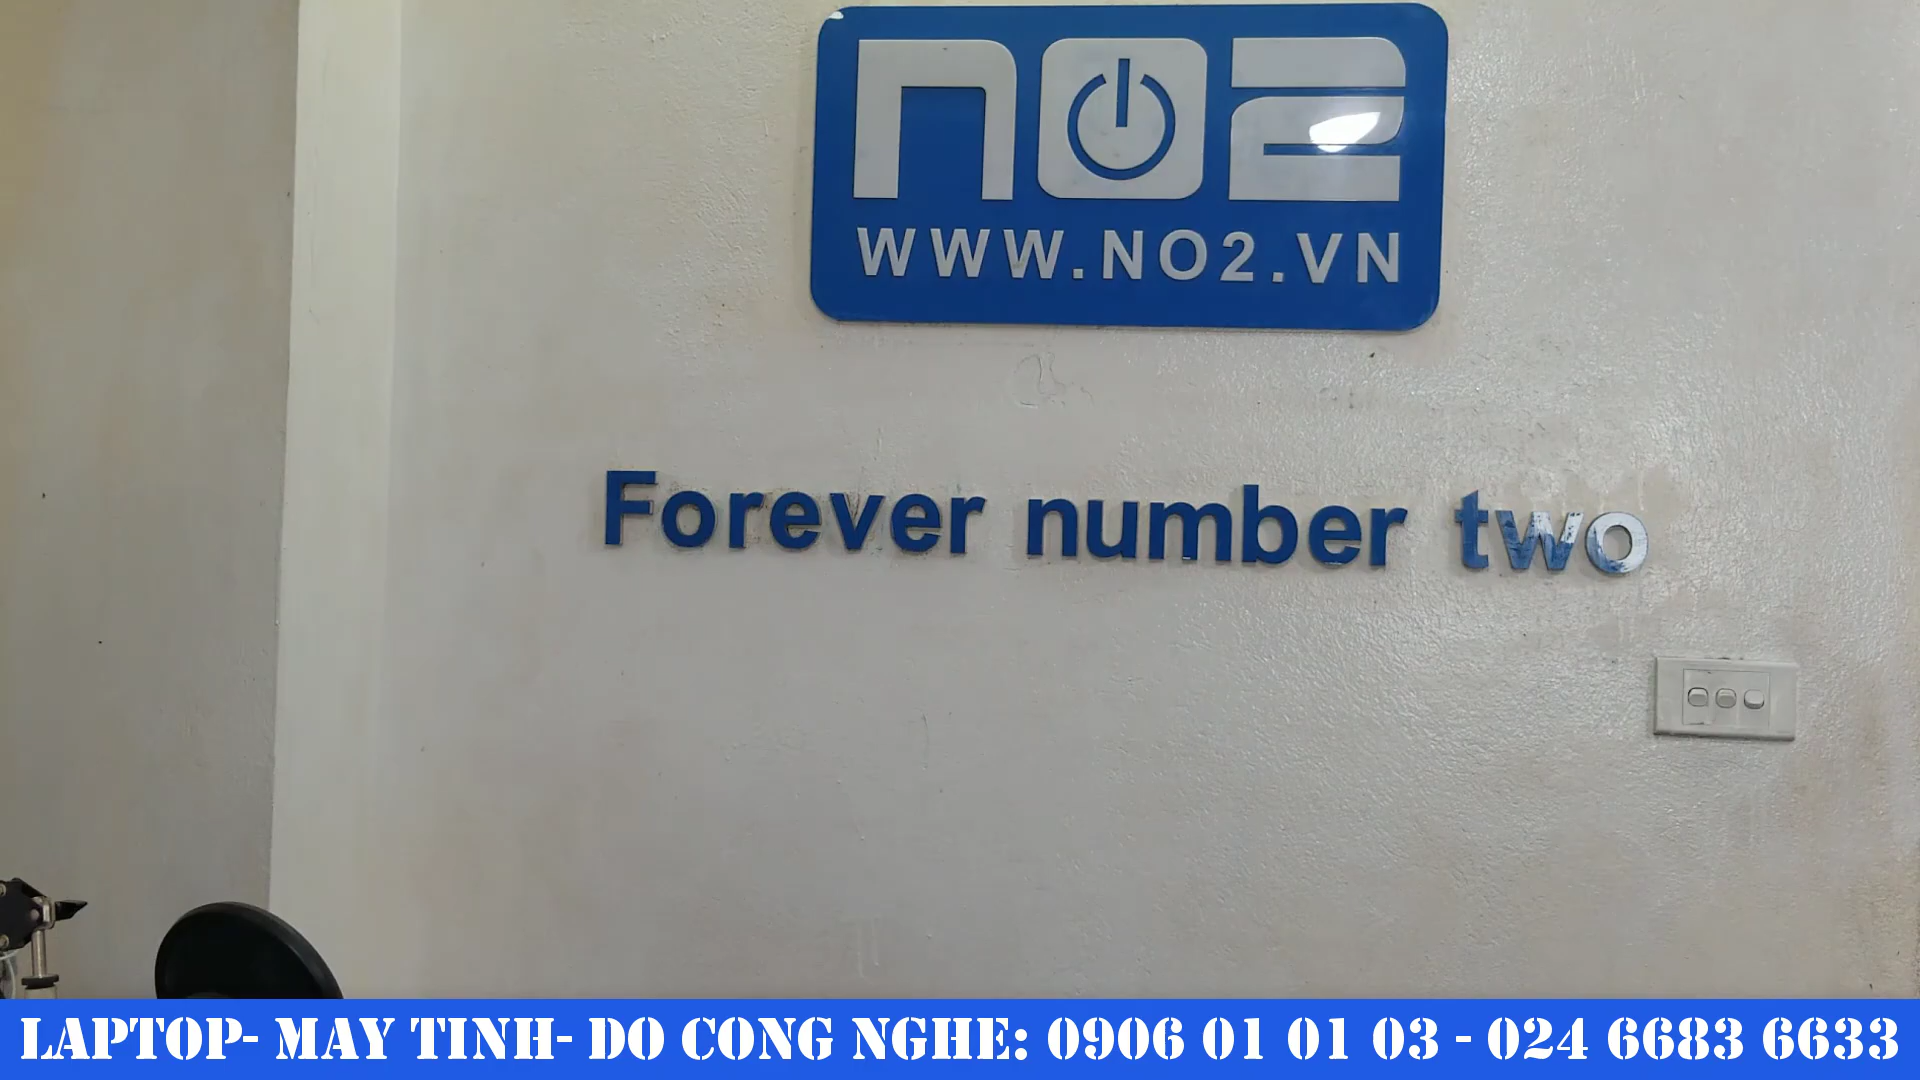 no2
WWW.NO2.VN
Forever number two
LAPTOP- MAY TINH- DO CONG NGHE: 0906 01 01 03 - 024 6683 6633